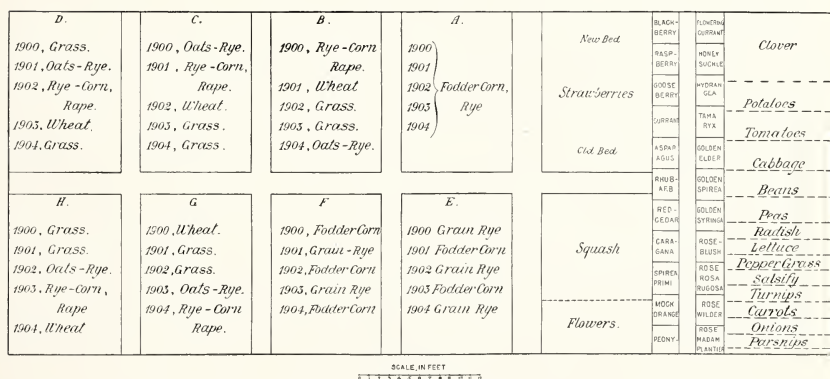 D.
1900, Grass.
1901, Oats-Rye.
1902, Rye-Corn,
Rape.
1903, Wheat.
1904, Grass.
C.
1900, Oats-Rye.
1901, Rye-Corn,
Rape.
1902, Wheat.
1903, Grass.
1904, Grass.
B.
1900, Rye-Corn
Rape.
1901, Wheat
1902, Grass.
1903, Grass.
1904, Oats-Rye.
A.
1900
1901
1902 Fodder Corn,
1903 Rye
1904
New Bed
Strawberries
Old Bed
BLACK-
BERRY
RASP-
BERRY
GOOSE
BERRY
CURRANT
ASPAR
AGUS
RHUB-
ARB
RED-
CEDAR
CARA-
GANA
SPIREA
PRIMI
MOCK
ORANGE
PEONY-
FLOWERING
CURRANT
HONEY
SUCKLE
HYDRAN
GEA
TAMA
RYX
GOLDEN
ELDER
GOLDEN
SPIREA
GOLDEN
SYRINGA
ROSE-
BLUSH
ROSE
ROSA
RUGOSA
ROSE
WILDER
ROSE
MADAM
PLANTIER
Clover
Potatoes
Tomatoes
Cabbage
Beans
Peas
Radish
Lettuce
Pepper Grass
Salsify
Turnips
Carrots
Onions
Parsnips
H.
1900, Grass.
1901, Grass.
1902, Oats-Rye.
1903, Rye-Corn,
Rape
1904, Wheat
G.
1900, Wheat.
1901, Grass.
1902, Grass.
1903, Oats-Rye.
1904, Rye-Corn
Rape.
F
1900, Fodder Corn
1901, Grain-Rye
1902, Fodder Corn
1903, Grain Rye
1904, Fodder Corn
E.
1900 Grain Rye
1901 Fodder Corn
1902 Grain Rye
1903 Fodder Corn
1904 Grain Rye
Squash
Flowers.
SCALE, IN FEET